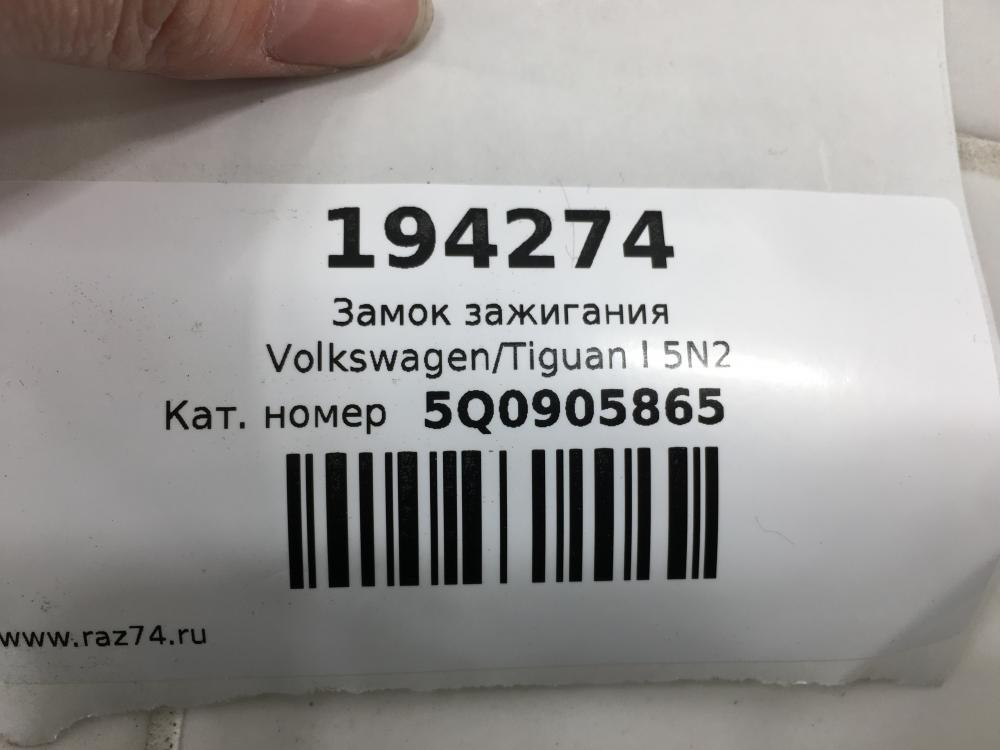 194274
Замок зажигания
Volkswagen/Tiguan I 5N2
Кат. номер 5Q0905865
www.raz74.ru